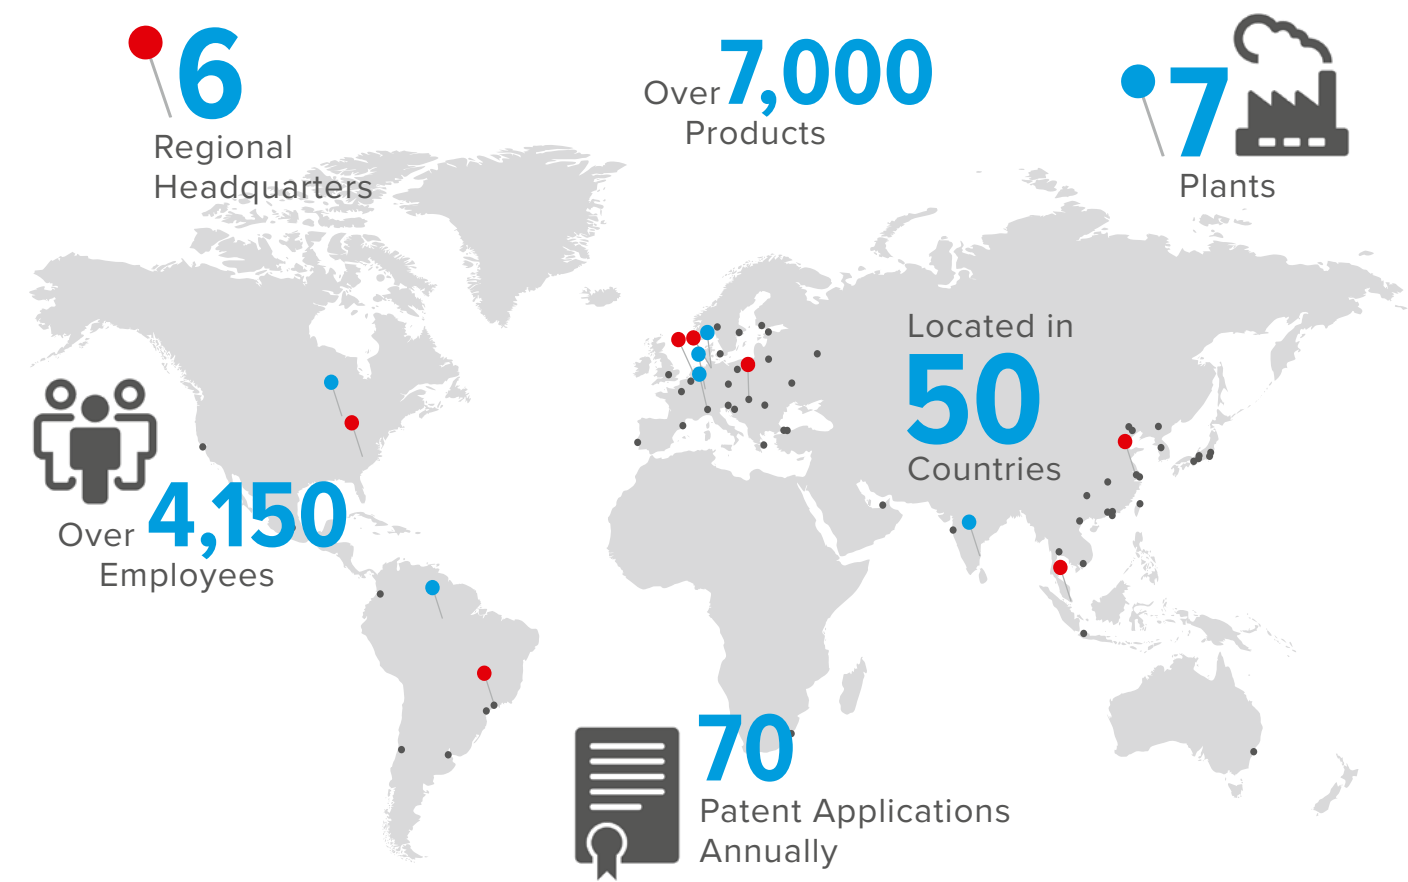 6
Regional
Headquarters
Over 7,000
Products
7
Plants
Located in
50
Countries
Over 4,150
Employees
70
Patent Applications
Annually